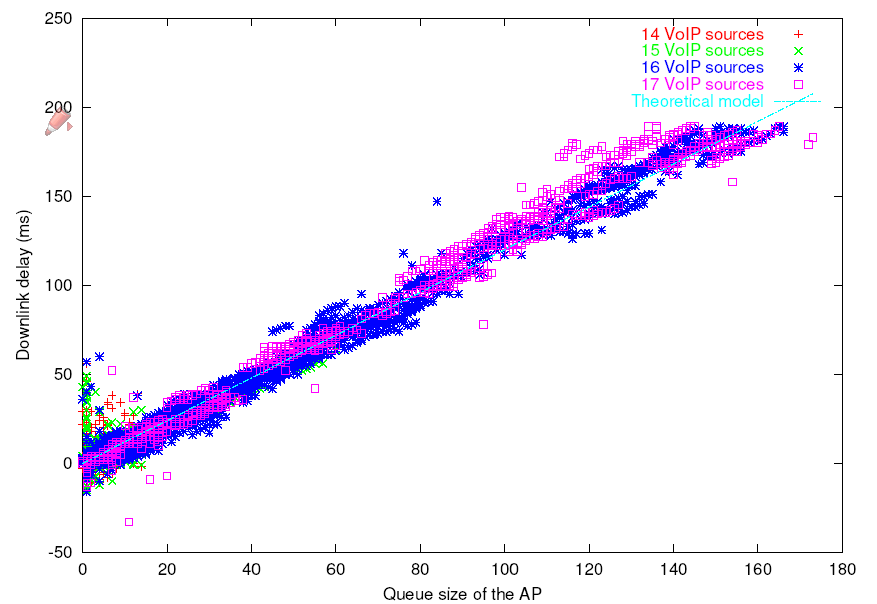 250
200
150
100
50
0
-50
0 20 40 60 80 100 120 140 160 180
Downlink delay (ms)
Queue size of the AP
14 VoIP sources
15 VoIP sources
16 VoIP sources
17 VoIP sources
Theoretical model